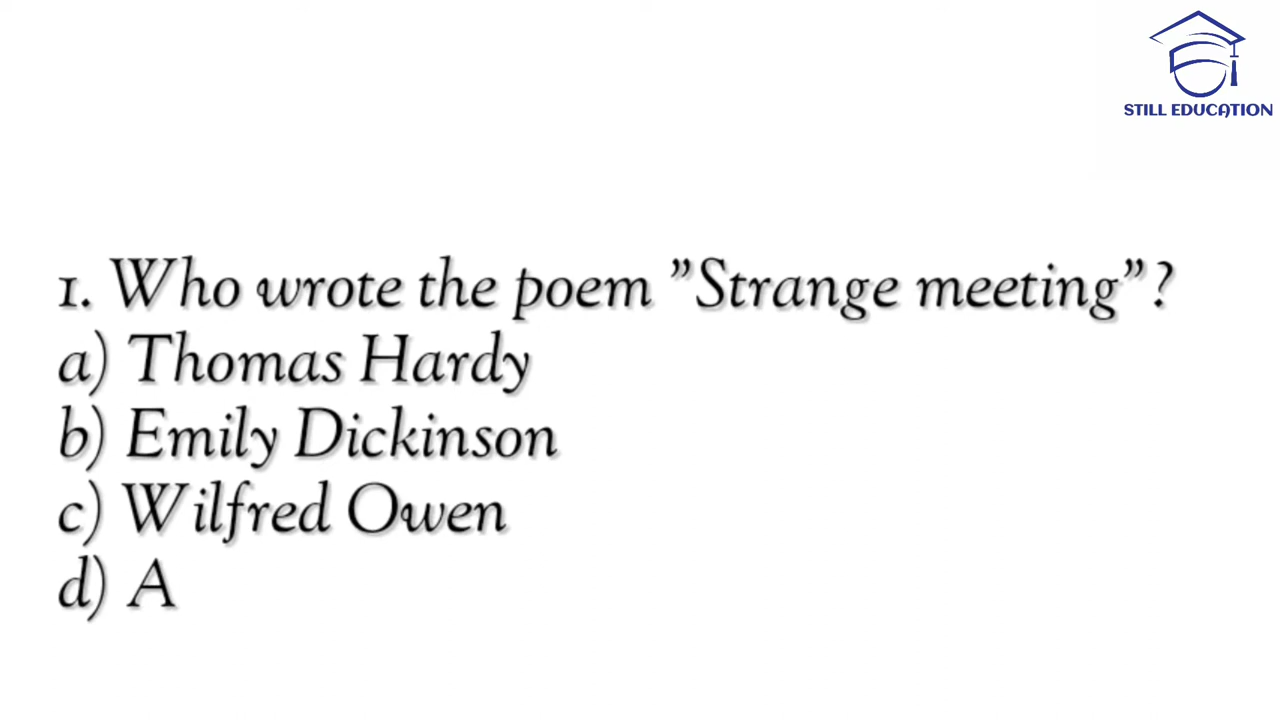 STILL EDUCATION
1. Who wrote the poem ”Strange meeting”?
a) Thomas Hardy
b) Emily Dickinson
c) Wilfred Owen
d) A